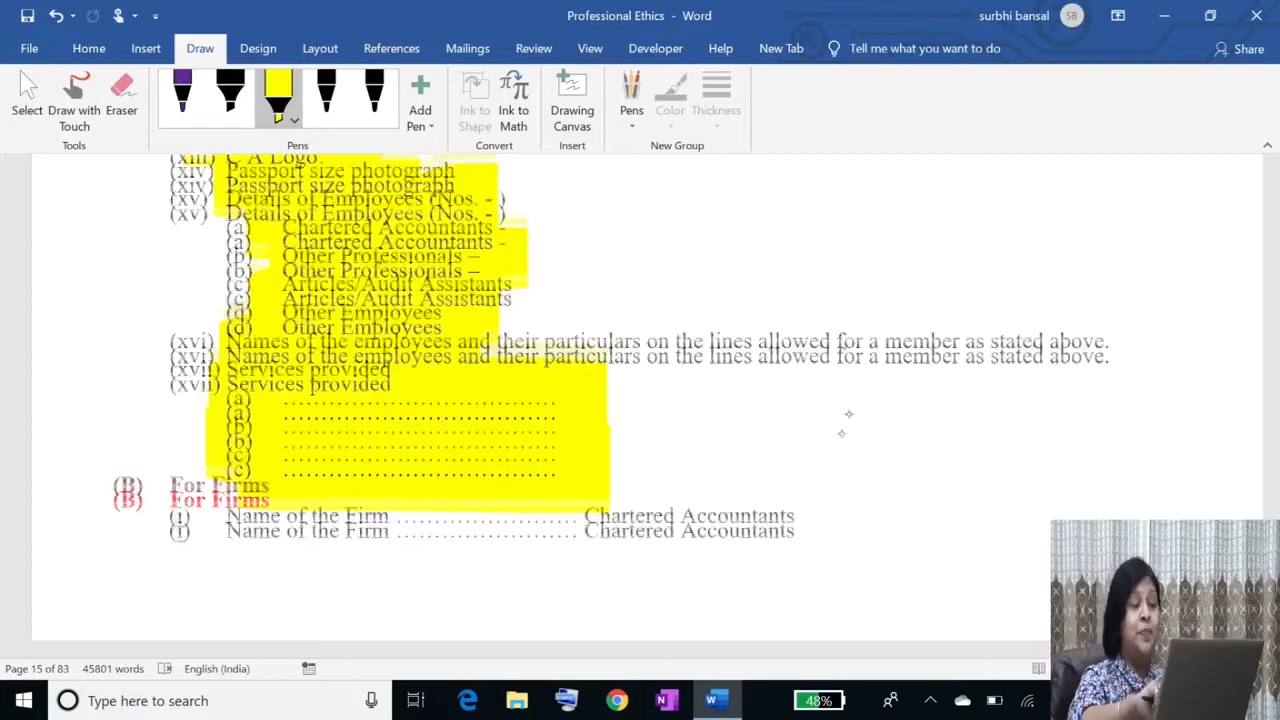 Professional Ethics - Word
surbhi bansal
SB
File Home Insert Draw Design Layout References Mailings Review View Developer Help New Tab Tell me what you want to do Share
Select Draw with Touch Eraser Add Pen Ink to Shape Ink to Math Drawing Canvas Pens Color Thickness
Tools Pens Convert Insert New Group
(xiii) C A Logo
(xiv) Passport size photograph
(xiv) Passport size photograph
(xv) Details of Employees (Nos. - )
(xv) Details of Employees (Nos. - )
(a) Chartered Accountants -
(a) Chartered Accountants -
(b) Other Professionals –
(b) Other Professionals –
(c) Articles/Audit Assistants
(c) Articles/Audit Assistants
(d) Other Employees
(d) Other Employees
(xvi) Names of the employees and their particulars on the lines allowed for a member as stated above.
(xvi) Names of the employees and their particulars on the lines allowed for a member as stated above.
(xvii) Services provided
(xvii) Services provided
(a) ……………………………
(a) ……………………………
(b) ……………………………
(b) ……………………………
(c) ……………………………
(c) ……………………………
(B) For Firms
(B) For Firms
(i) Name of the Firm ………………….. Chartered Accountants
(i) Name of the Firm ………………….. Chartered Accountants
Page 15 of 83 45801 words English (India)
Type here to search
48%